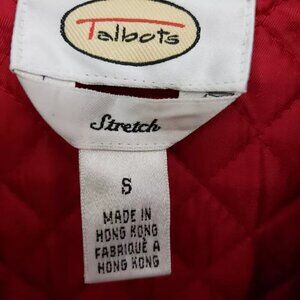 Talbots
Stretch
S
MADE IN
HONG KONG
FABRIQUÉ A
HONG KONG